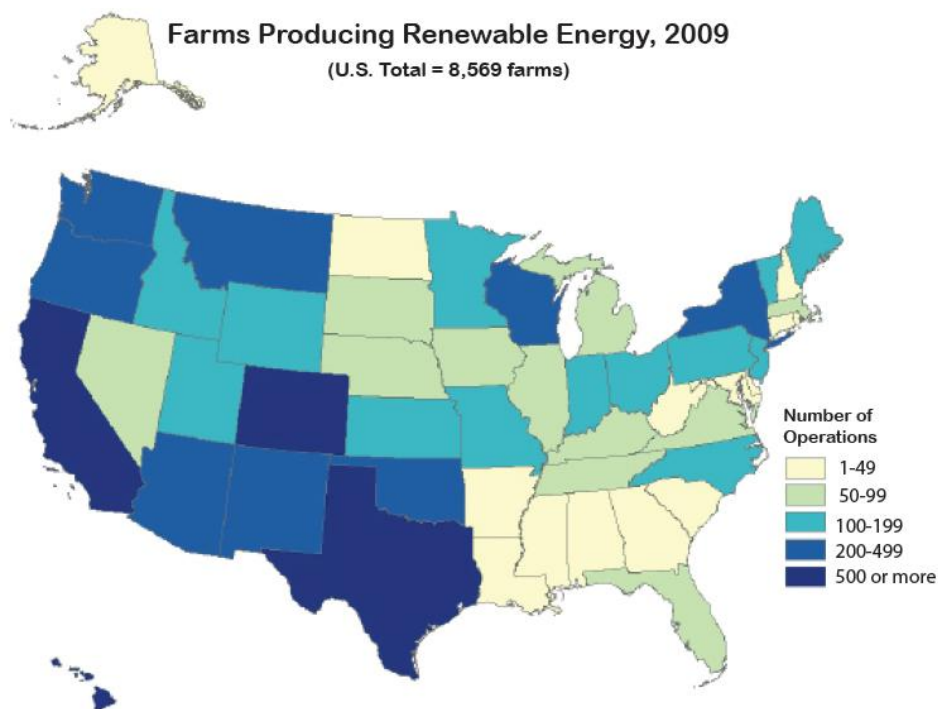 Farms Producing Renewable Energy, 2009
(U.S. Total = 8,569 farms)
Number of
Operations
1-49
50-99
100-199
200-499
500 or more